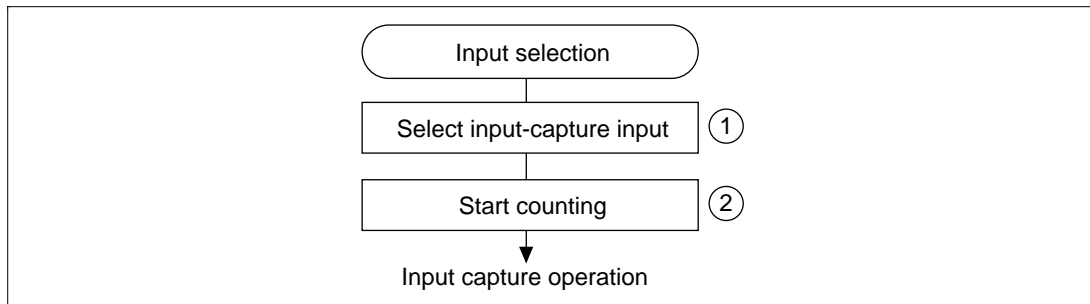 Input selection
Select input-capture input 1
Start counting 2
Input capture operation